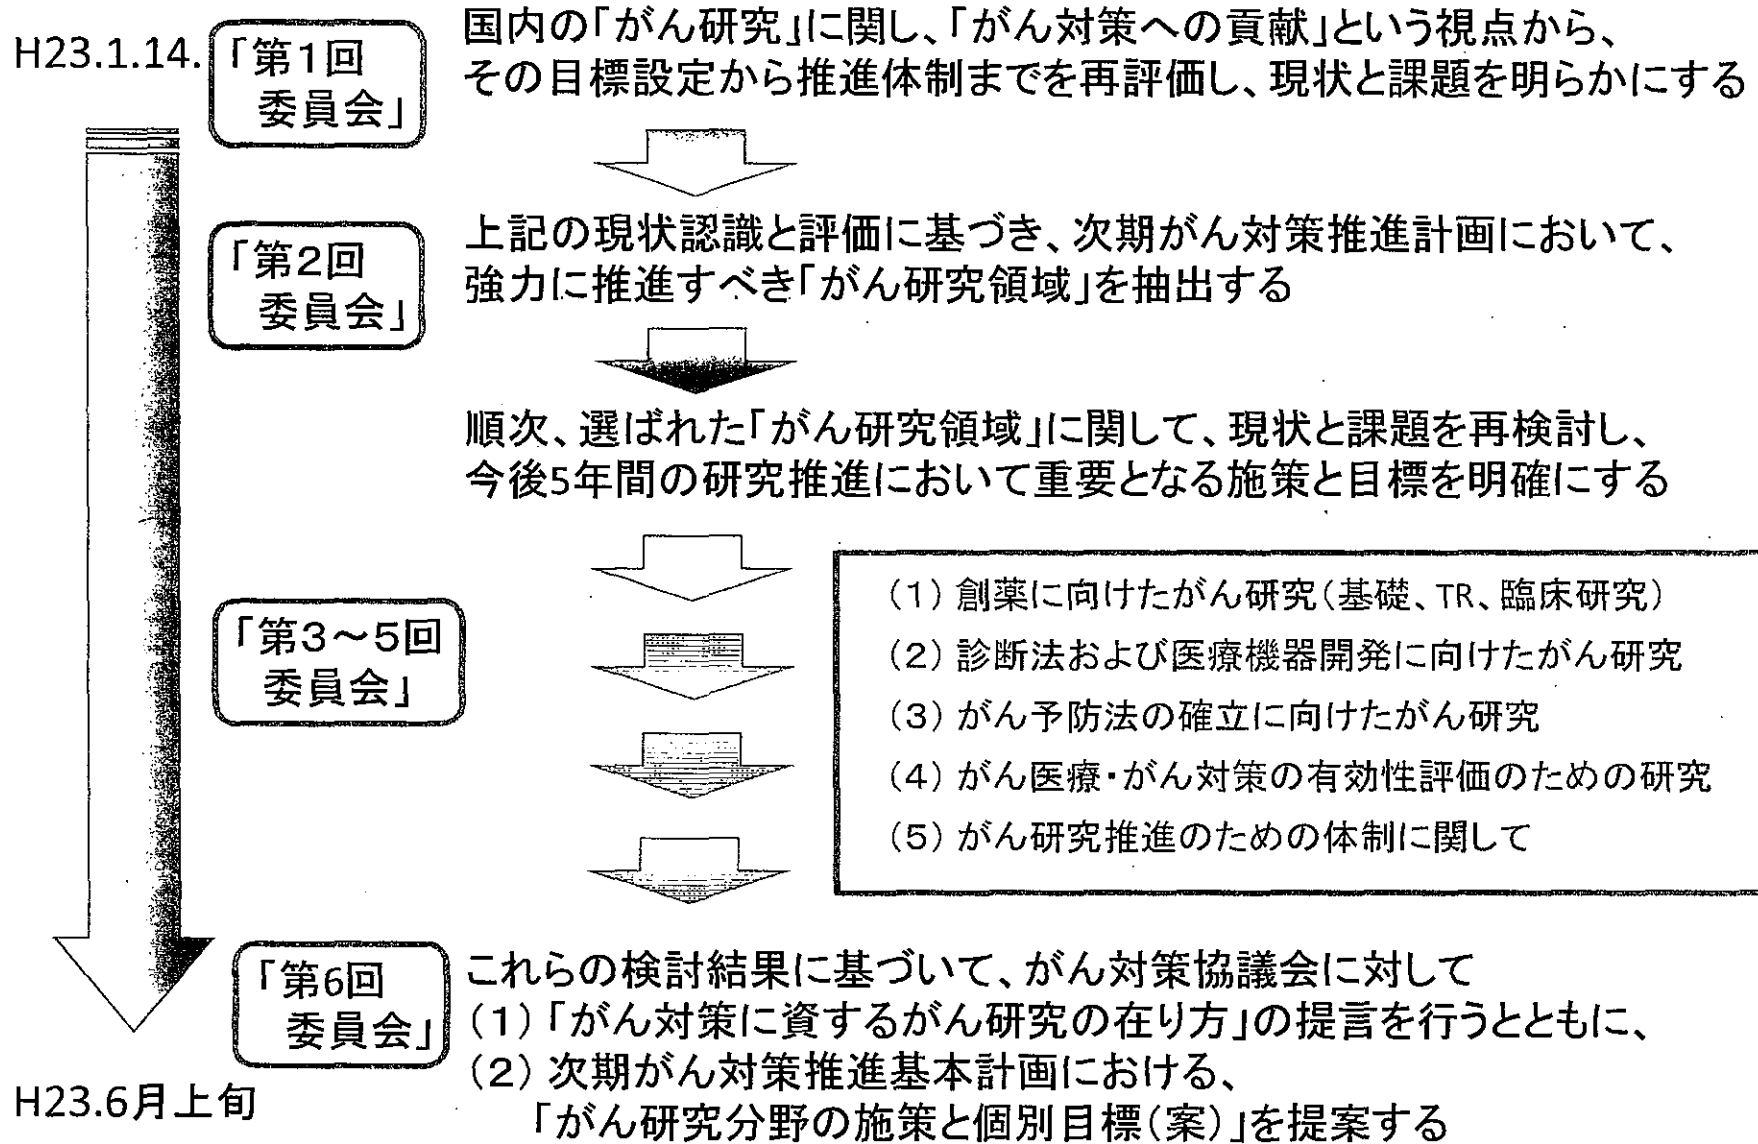 H23.1.14.
「第1回
委員会」
国内の「がん研究」に関し、「がん対策への貢献」という視点から、
その目標設定から推進体制までを再評価し、現状と課題を明らかにする
「第2回
委員会」
上記の現状認識と評価に基づき、次期がん対策推進計画において、
強力に推進すべき「がん研究領域」を抽出する
順次、選ばれた「がん研究領域」に関して、現状と課題を再検討し、
今後5年間の研究推進において重要となる施策と目標を明確にする
「第3～5回
委員会」
(1) 創薬に向けたがん研究(基礎、TR、臨床研究)
(2) 診断法および医療機器開発に向けたがん研究
(3) がん予防法の確立に向けたがん研究
(4) がん医療・がん対策の有効性評価のための研究
(5) がん研究推進のための体制に関して
「第6回
委員会」
これらの検討結果に基づいて、がん対策協議会に対して
(1)「がん対策に資するがん研究の在り方」の提言を行うとともに、
(2) 次期がん対策推進基本計画における、
「がん研究分野の施策と個別目標(案)」を提案する
H23.6月上旬